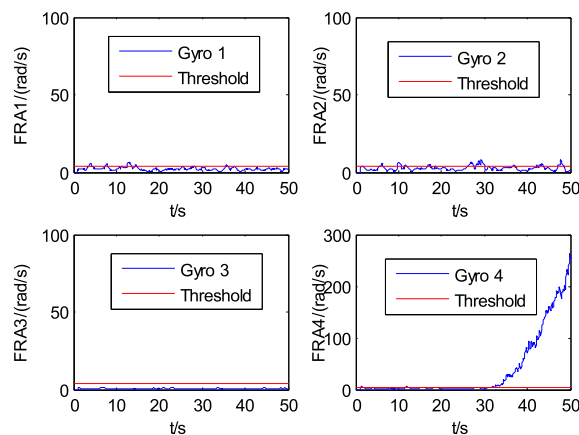 100
50
0
0 10 20 30 40 50
FRA1/(rad/s)
t/s
Gyro 1
Threshold
100
50
0
0 10 20 30 40 50
FRA2/(rad/s)
t/s
Gyro 2
Threshold
100
50
0
0 10 20 30 40 50
FRA3/(rad/s)
t/s
Gyro 3
Threshold
300
200
100
0
0 10 20 30 40 50
FRA4/(rad/s)
t/s
Gyro 4
Threshold